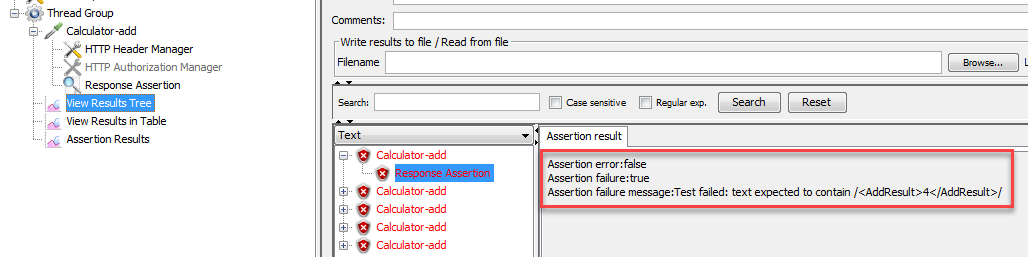 Thread Group
Calculator-add
HTTP Header Manager
HTTP Authorization Manager
Response Assertion
View Results Tree
View Results in Table
Assertion Results
Comments:
Write results to file / Read from file
Filename
Browse...
L
Search:
Case sensitive
Regular exp.
Search
Reset
Text
Calculator-add
Response Assertion
Calculator-add
Calculator-add
Calculator-add
Calculator-add
Assertion result
Assertion error:false
Assertion failure:true
Assertion failure message:Test failed: text expected to contain /<AddResult>4</AddResult>/